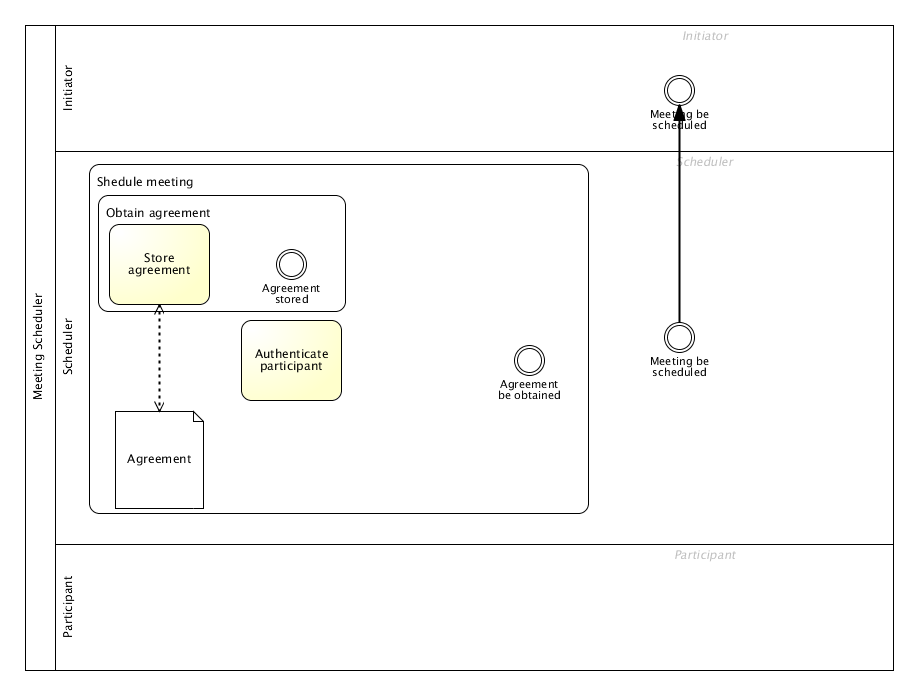 Meeting Scheduler
Initiator
Initiator
Meeting be
scheduled
Scheduler
Scheduler
Shedule meeting
Obtain agreement
Store
agreement
Agreement
stored
Authenticate
participant
Agreement
be obtained
Meeting be
scheduled
Agreement
Participant
Participant